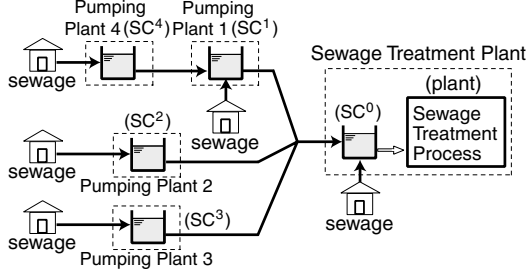 Pumping
Plant 4 (SC⁴)
Pumping
Plant 1 (SC¹)
Sewage Treatment Plant
(plant)
sewage
sewage
(SC⁰)
Sewage
Treatment
Process
(SC²)
sewage
Pumping Plant 2
sewage
(SC³)
sewage
Pumping Plant 3